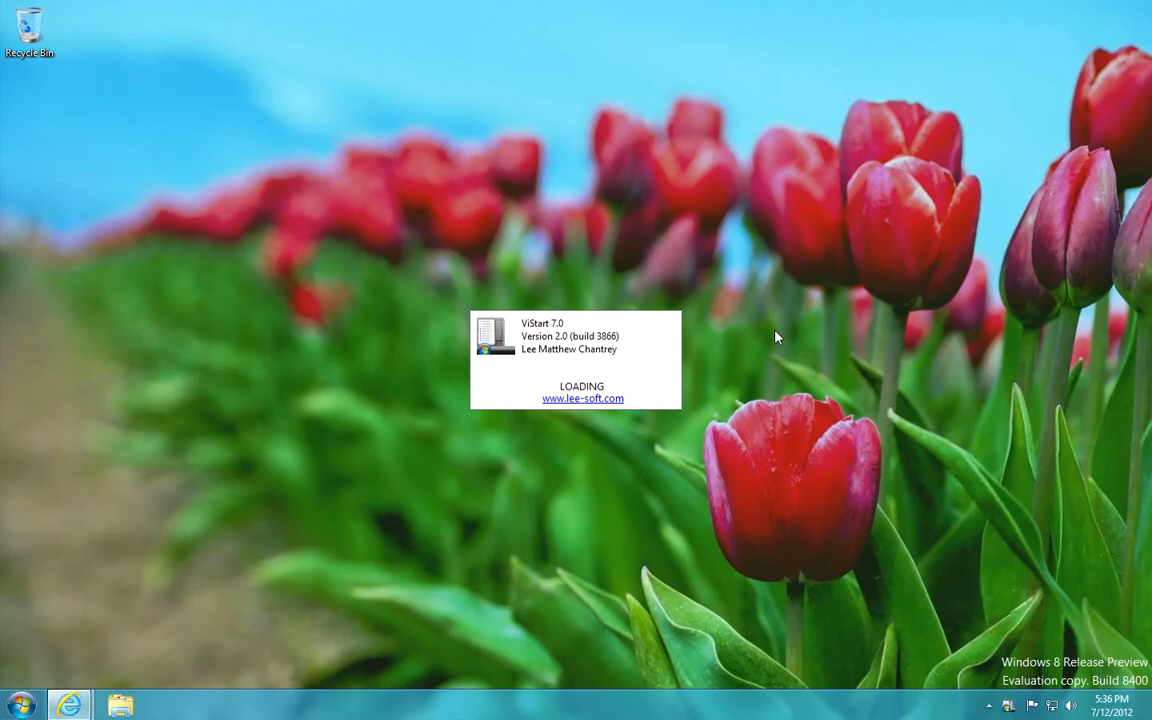 Recycle Bin
ViStart 7.0
Version 2.0 (build 3866)
Lee Matthew Chantrey
LOADING
www.lee-soft.com
Windows 8 Release Preview
Evaluation copy. Build 8400
5:36 PM
7/12/2012